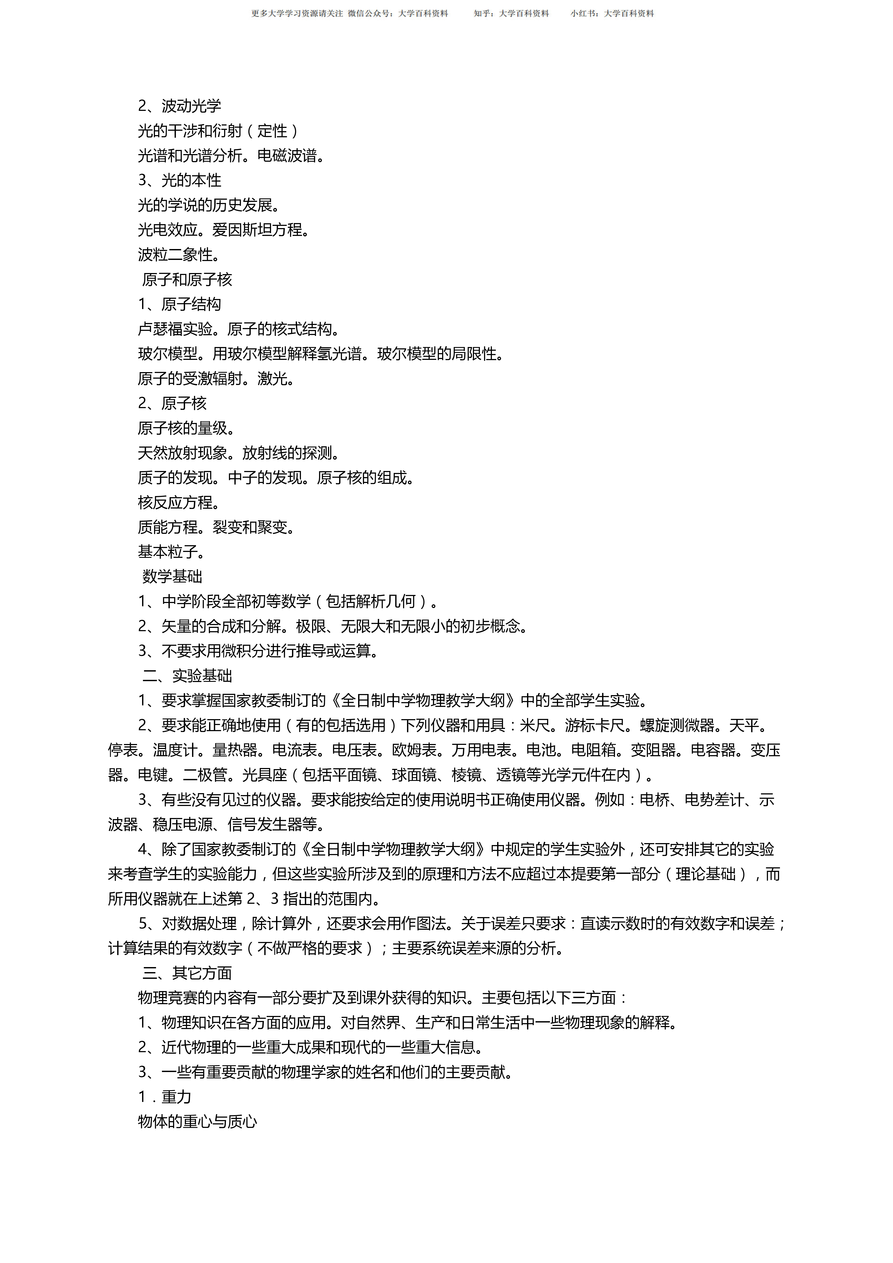 更多大学学习资源请关注 微信公众号：大学百科资料 知乎：大学百科资料 小红书：大学百科资料
2、波动光学
光的干涉和衍射（定性）
光谱和光谱分析。电磁波谱。
3、光的本性
光的学说的历史发展。
光电效应。爱因斯坦方程。
波粒二象性。
原子和原子核
1、原子结构
卢瑟福实验。原子的核式结构。
玻尔模型。用玻尔模型解释氢光谱。玻尔模型的局限性。
原子的受激辐射。激光。
2、原子核
原子核的量级。
天然放射现象。放射线的探测。
质子的发现。中子的发现。原子核的组成。
核反应方程。
质能方程。裂变和聚变。
基本粒子。
数学基础
1、中学阶段全部初等数学（包括解析几何）。
2、矢量的合成和分解。极限、无限大和无限小的初步概念。
3、不要求用微积分进行推导或运算。
二、实验基础
1、要求掌握国家教委制订的《全日制中学物理教学大纲》中的全部学生实验。
2、要求能正确地使用（有的包括选用）下列仪器和用具：米尺。游标卡尺。螺旋测微器。天平。
停表。温度计。量热器。电流表。电压表。欧姆表。万用电表。电池。电阻箱。变阻器。电容器。变压
器。电键。二极管。光具座（包括平面镜、球面镜、棱镜、透镜等光学元件在内）。
3、有些没有见过的仪器。要求能按给定的使用说明书正确使用仪器。例如：电桥、电势差计、示
波器、稳压电源、信号发生器等。
4、除了国家教委制订的《全日制中学物理教学大纲》中规定的学生实验外，还可安排其它的实验
来考查学生的实验能力，但这些实验所涉及到的原理和方法不应超过本提要第一部分（理论基础），而
所用仪器就在上述第 2、3 指出的范围内。
5、对数据处理，除计算外，还要求会用作图法。关于误差只要求：直读示数时的有效数字和误差；
计算结果的有效数字（不做严格的要求）；主要系统误差来源的分析。
三、其它方面
物理竞赛的内容有一部分要扩及到课外获得的知识。主要包括以下三方面：
1、物理知识在各方面的应用。对自然界、生产和日常生活中一些物理现象的解释。
2、近代物理的一些重大成果和现代的一些重大信息。
3、一些有重要贡献的物理学家的姓名和他们的主要贡献。
1．重力
物体的重心与质心